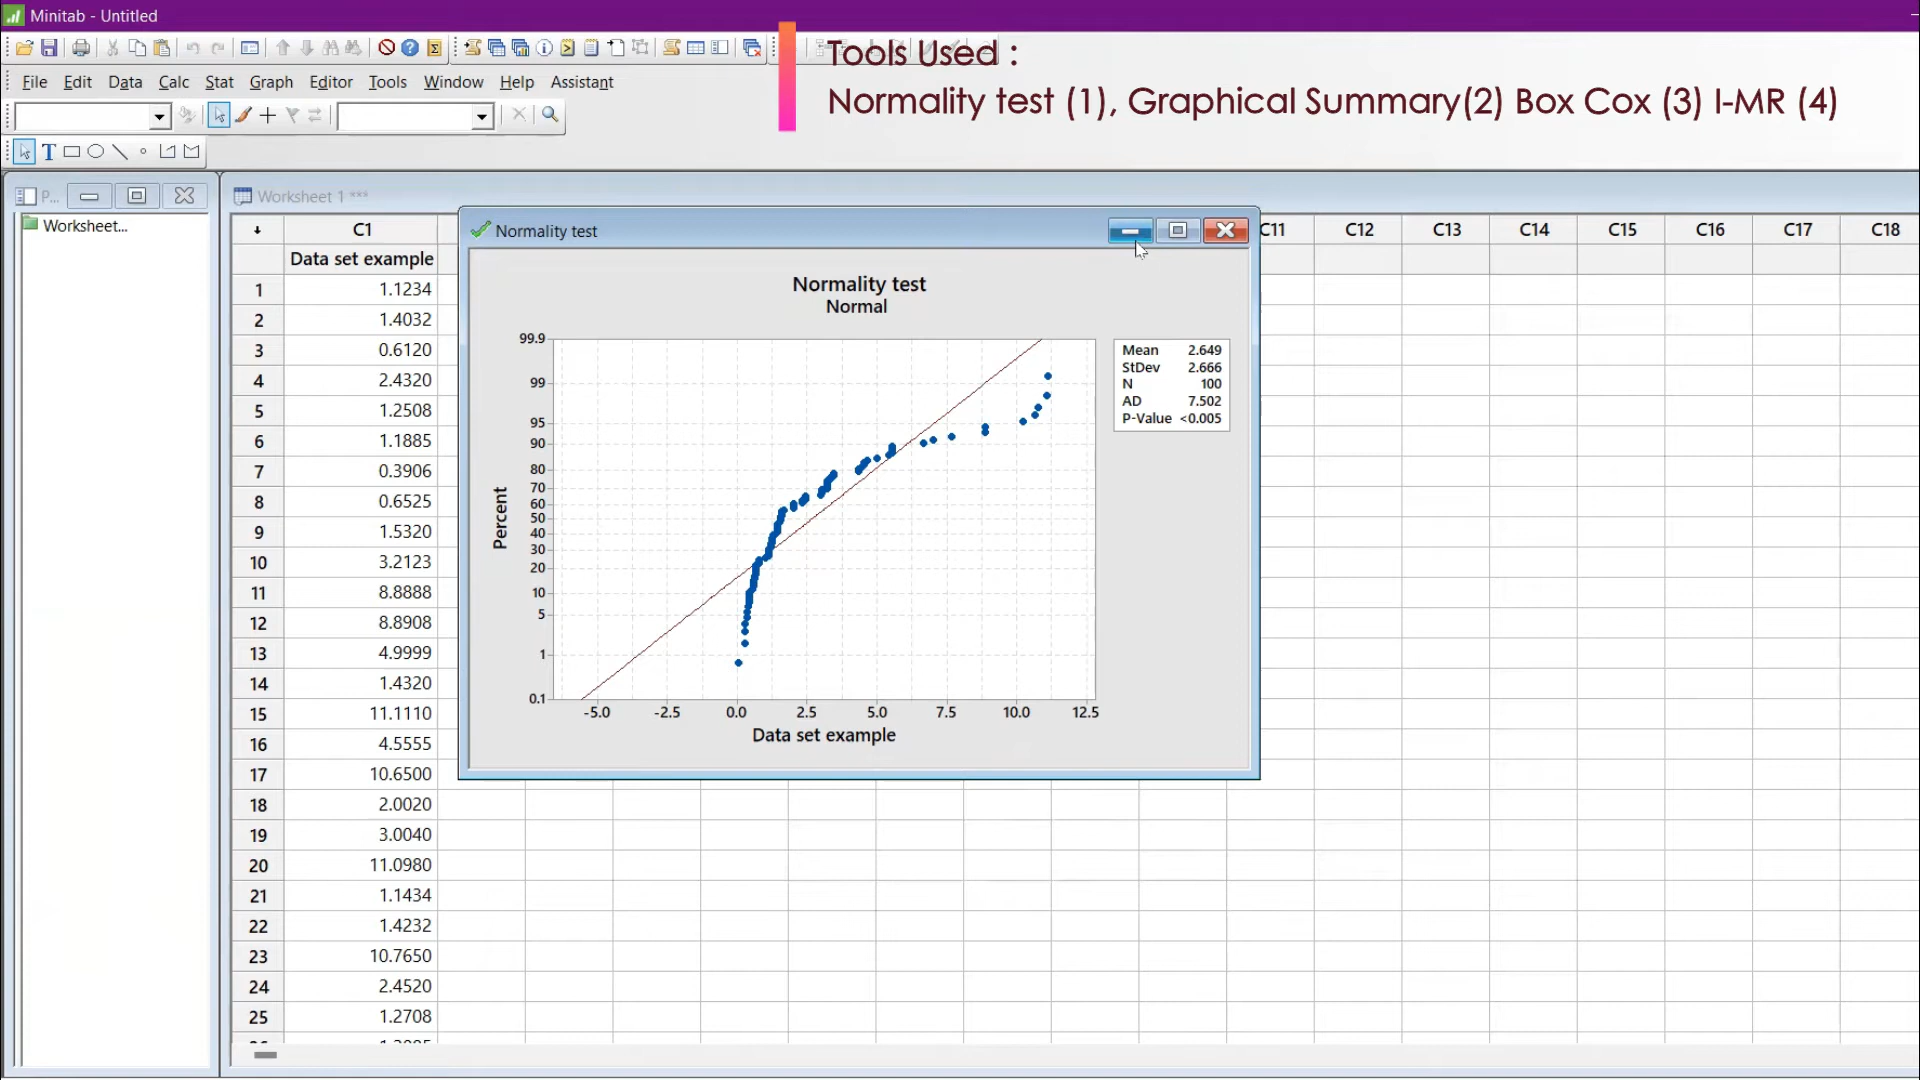 Minitab - Untitled
Tools Used :
Normality test (1), Graphical Summary(2) Box Cox (3) I-MR (4)
File Edit Data Calc Stat Graph Editor Tools Window Help Assistant
P...
Worksheet...
Worksheet 1 ***
C1 C11 C12 C13 C14 C15 C16 C17 C18
Data set example
1 1.1234
2 1.4032
3 0.6120
4 2.4320
5 1.2508
6 1.1885
7 0.3906
8 0.6525
9 1.5320
10 3.2123
11 8.8888
12 8.8908
13 4.9999
14 1.4320
15 11.1110
16 4.5555
17 10.6500
18 2.0020
19 3.0040
20 11.0980
21 1.1434
22 1.4232
23 10.7650
24 2.4520
25 1.2708
Normality test
Normality test
Normal
99.9
99
95
90
80
70
60
50
40
30
20
10
5
1
0.1
Percent
-5.0 -2.5 0.0 2.5 5.0 7.5 10.0 12.5
Data set example
Mean 2.649
StDev 2.666
N 100
AD 7.502
P-Value <0.005